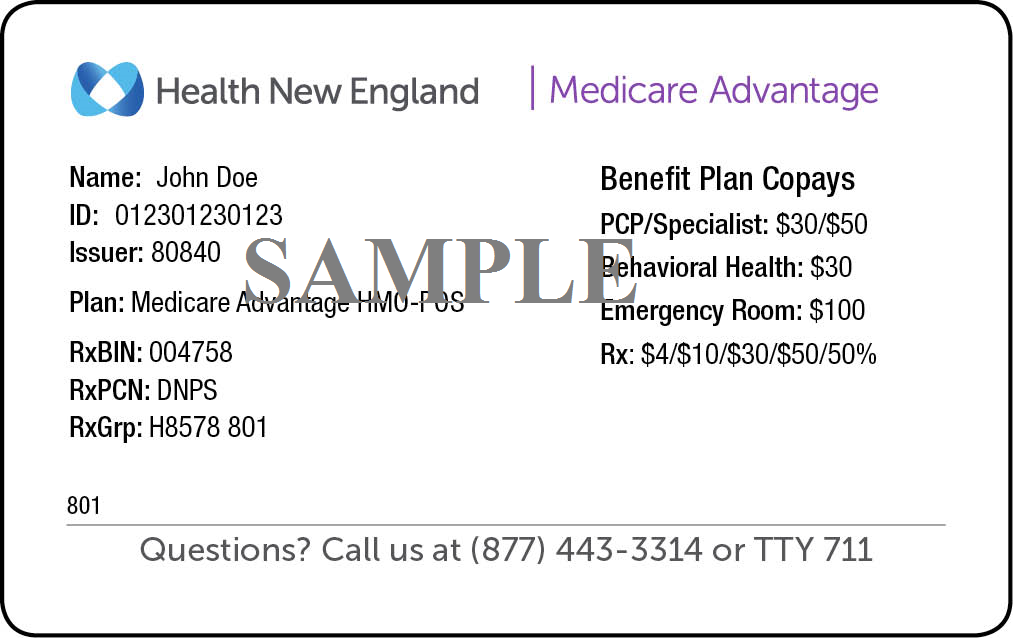 Health New England | Medicare Advantage
Name: John Doe
ID: 012301230123
Issuer: 80840
Plan: Medicare Advantage HMO-POS
RxBIN: 004758
RxPCN: DNPS
RxGrp: H8578 801
Benefit Plan Copays
PCP/Specialist: $30/$50
Behavioral Health: $30
Emergency Room: $100
Rx: $4/$10/$30/$50/50%
SAMPLE
801
Questions? Call us at (877) 443-3314 or TTY 711